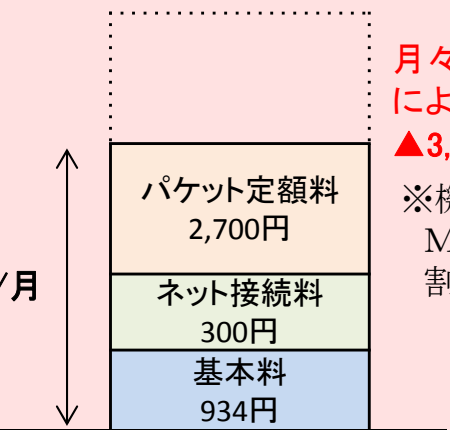 月々
によ
▲3,
※機
M
割
パケット定額料
2,700円
/月
ネット接続料
300円
基本料
934円